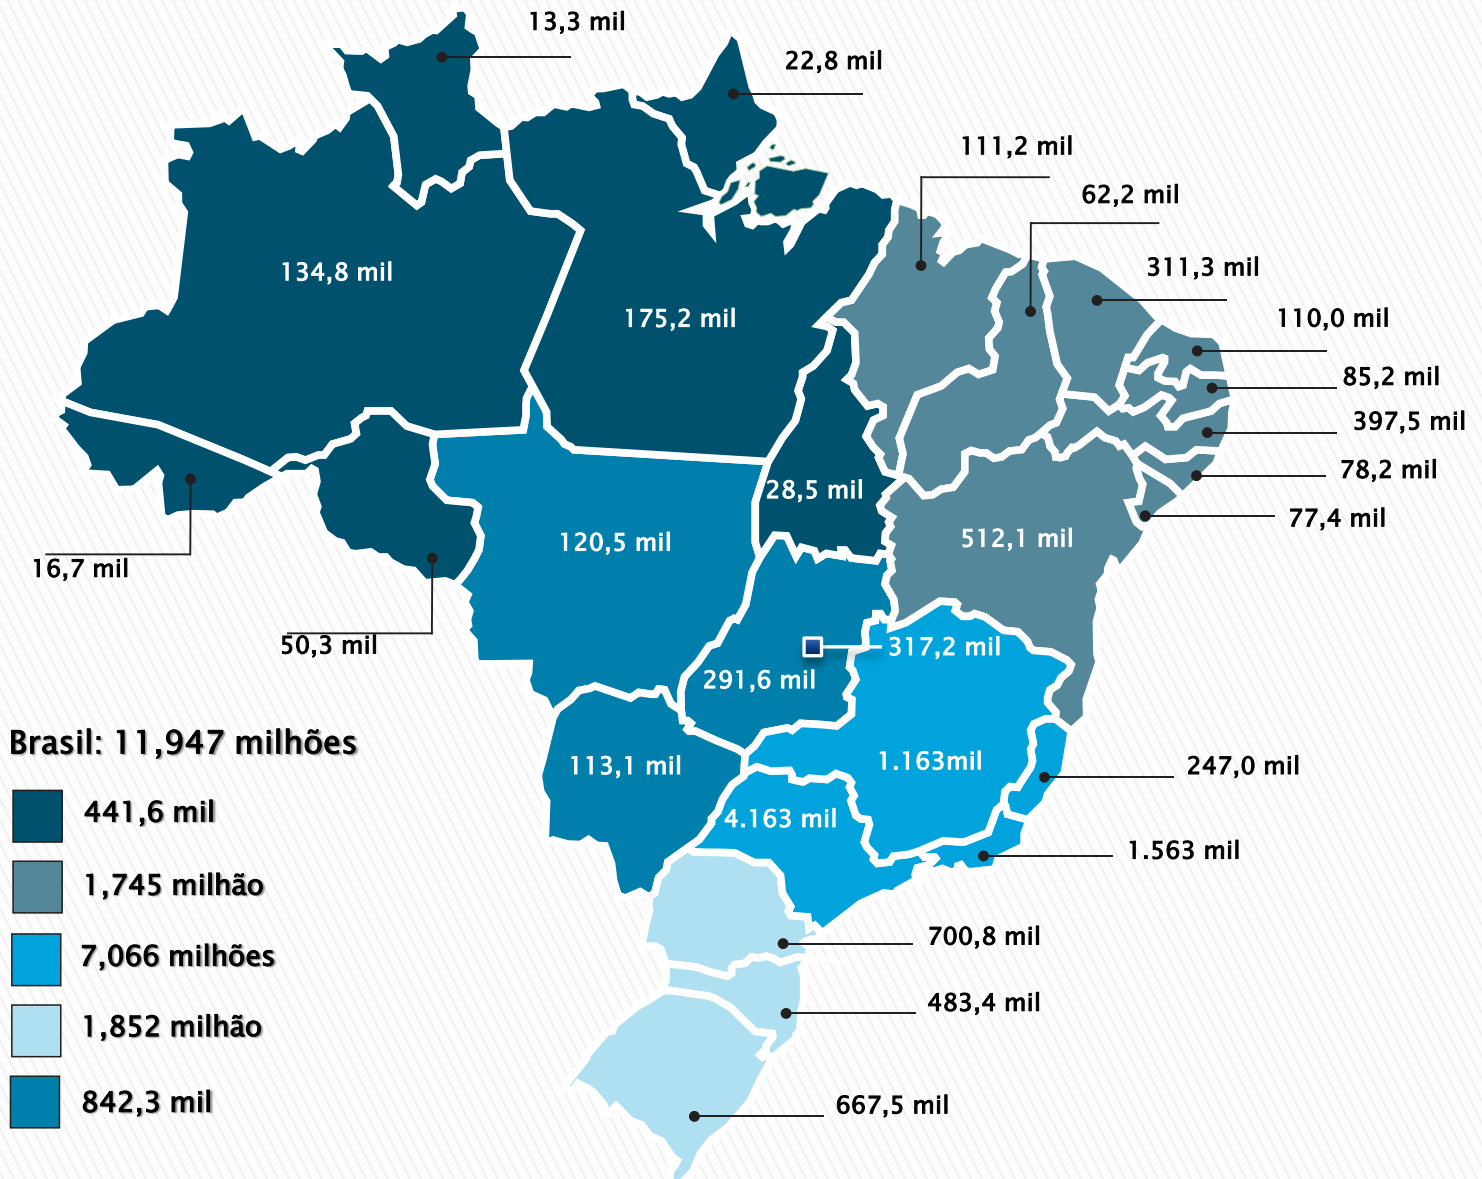 13,3 mil
22,8 mil
111,2 mil
62,2 mil
311,3 mil
134,8 mil
175,2 mil
110,0 mil
85,2 mil
397,5 mil
78,2 mil
28,5 mil
77,4 mil
120,5 mil
512,1 mil
16,7 mil
50,3 mil
317,2 mil
291,6 mil
Brasil: 11,947 milhões
113,1 mil
1.163mil
247,0 mil
441,6 mil
4.163 mil
1.563 mil
1,745 milhão
700,8 mil
7,066 milhões
483,4 mil
1,852 milhão
842,3 mil
667,5 mil